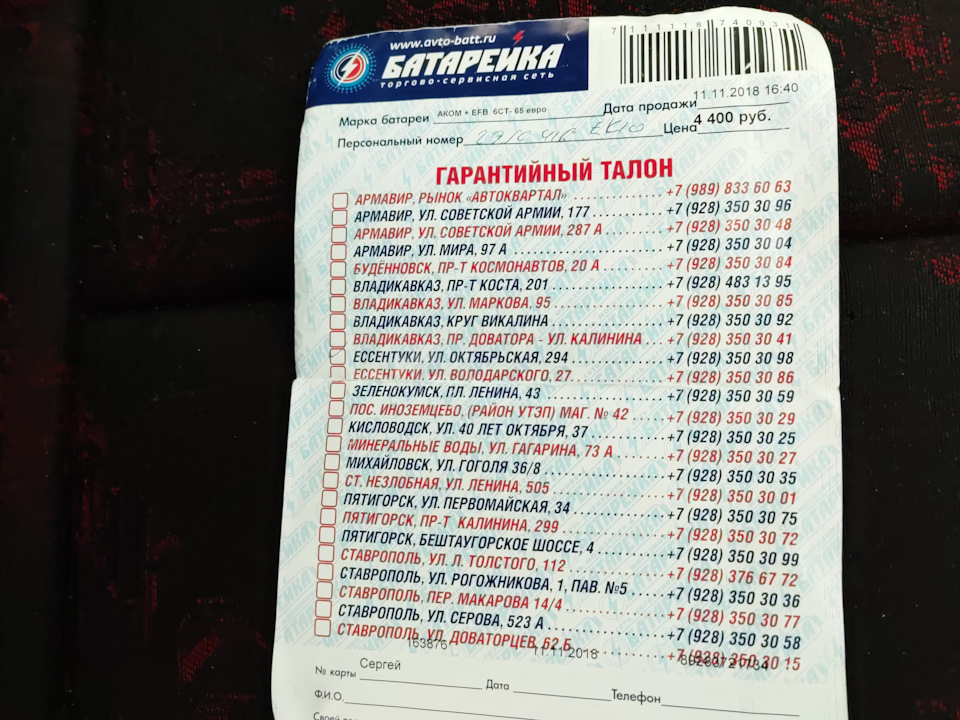 www.avto-batt.ru
БАТАРЕЙКА
торгово-сервисная сеть
7 111118 740931
Марка батареи АКОМ + EFB 6СТ- 65 евро Дата продажи 11.11.2018 16:40
Персональный номер Цена 4 400 руб.
ГАРАНТИЙНЫЙ ТАЛОН
АРМАВИР, РЫНОК «АВТОКВАРТАЛ» +7 (989) 833 60 63
АРМАВИР, УЛ. СОВЕТСКОЙ АРМИИ, 177 +7 (928) 350 30 96
АРМАВИР, УЛ. СОВЕТСКОЙ АРМИИ, 287 А +7 (928) 350 30 48
АРМАВИР, УЛ. МИРА, 97 А +7 (928) 350 30 04
БУДЁННОВСК, ПР-Т КОСМОНАВТОВ, 20 А +7 (928) 350 30 84
ВЛАДИКАВКАЗ, ПР-Т КОСТА, 201 +7 (928) 483 13 95
ВЛАДИКАВКАЗ, УЛ. МАРКОВА, 95 +7 (928) 350 30 85
ВЛАДИКАВКАЗ, КРУГ ВИКАЛИНА +7 (928) 350 30 92
ВЛАДИКАВКАЗ, ПР. ДОВАТОРА - УЛ. КАЛИНИНА +7 (928) 350 30 41
ЕССЕНТУКИ, УЛ. ОКТЯБРЬСКАЯ, 294 +7 (928) 350 30 98
ЕССЕНТУКИ, УЛ. ВОЛОДАРСКОГО, 27 +7 (928) 350 30 86
ЗЕЛЕНОКУМСК, ПЛ. ЛЕНИНА, 43 +7 (928) 350 30 59
ПОС. ИНОЗЕМЦЕВО, (РАЙОН УТЭП) МАГ. № 42 +7 (928) 350 30 29
КИСЛОВОДСК, УЛ. 40 ЛЕТ ОКТЯБРЯ, 37 +7 (928) 350 30 25
МИНЕРАЛЬНЫЕ ВОДЫ, УЛ. ГАГАРИНА, 73 А +7 (928) 350 30 27
МИХАЙЛОВСК, УЛ. ГОГОЛЯ 36/8 +7 (928) 350 30 35
СТ. НЕЗЛОБНАЯ, УЛ. ЛЕНИНА, 505 +7 (928) 350 30 01
ПЯТИГОРСК, УЛ. ПЕРВОМАЙСКАЯ, 34 +7 (928) 350 30 75
ПЯТИГОРСК, ПР-Т КАЛИНИНА, 299 +7 (928) 350 30 72
ПЯТИГОРСК, БЕШТАУГОРСКОЕ ШОССЕ, 4 +7 (928) 350 30 99
СТАВРОПОЛЬ, УЛ. Л. ТОЛСТОГО, 112 +7 (928) 376 67 72
СТАВРОПОЛЬ, УЛ. РОГОЖНИКОВА, 1, ПАВ. №5 +7 (928) 350 30 36
СТАВРОПОЛЬ, ПЕР. МАКАРОВА 14/4 +7 (928) 350 30 77
СТАВРОПОЛЬ, УЛ. СЕРОВА, 523 А +7 (928) 350 30 58
СТАВРОПОЛЬ, УЛ. ДОВАТОРЦЕВ, 62 Б +7 (928) 350 30 15
163876 11.11.2018
№ карты Сергей Дата Телефон
Ф.И.О.